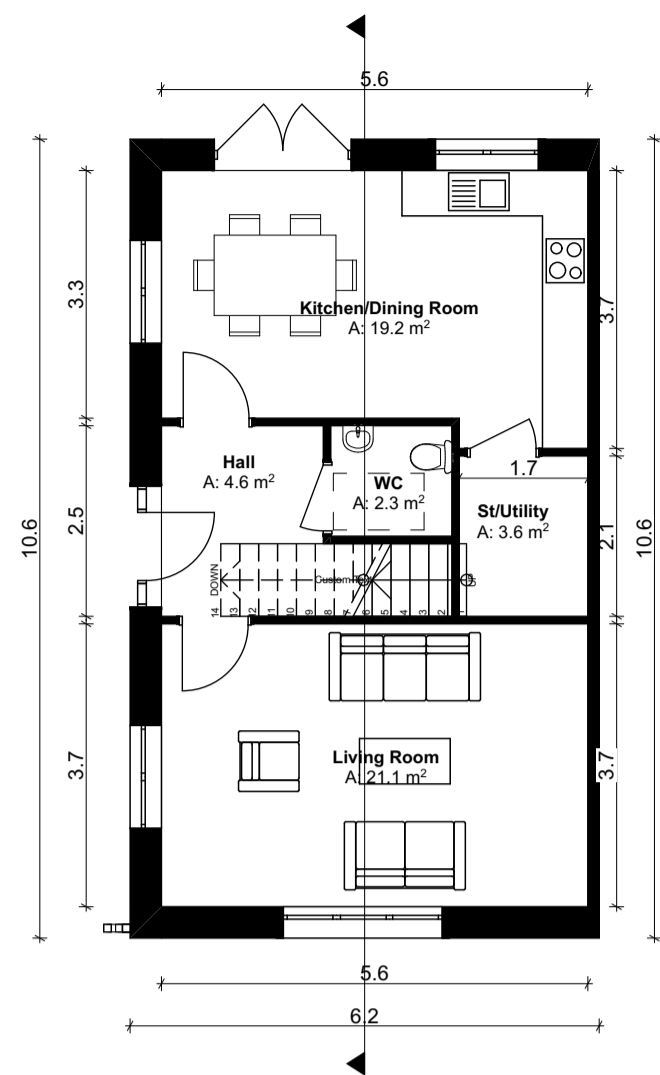 5.6
Kitchen/Dining Room
A: 19.2 m²
3.3
3.7
Hall
A: 4.6 m²
WC
A: 2.3 m²
1.7
St/Utility
A: 3.6 m²
10.6
2.5
2.1
10.6
DOWN
14 13 12 11 10 9 8 7 6 5 4 3 2 1
Living Room
A: 21.1 m²
3.7
3.7
5.6
6.2